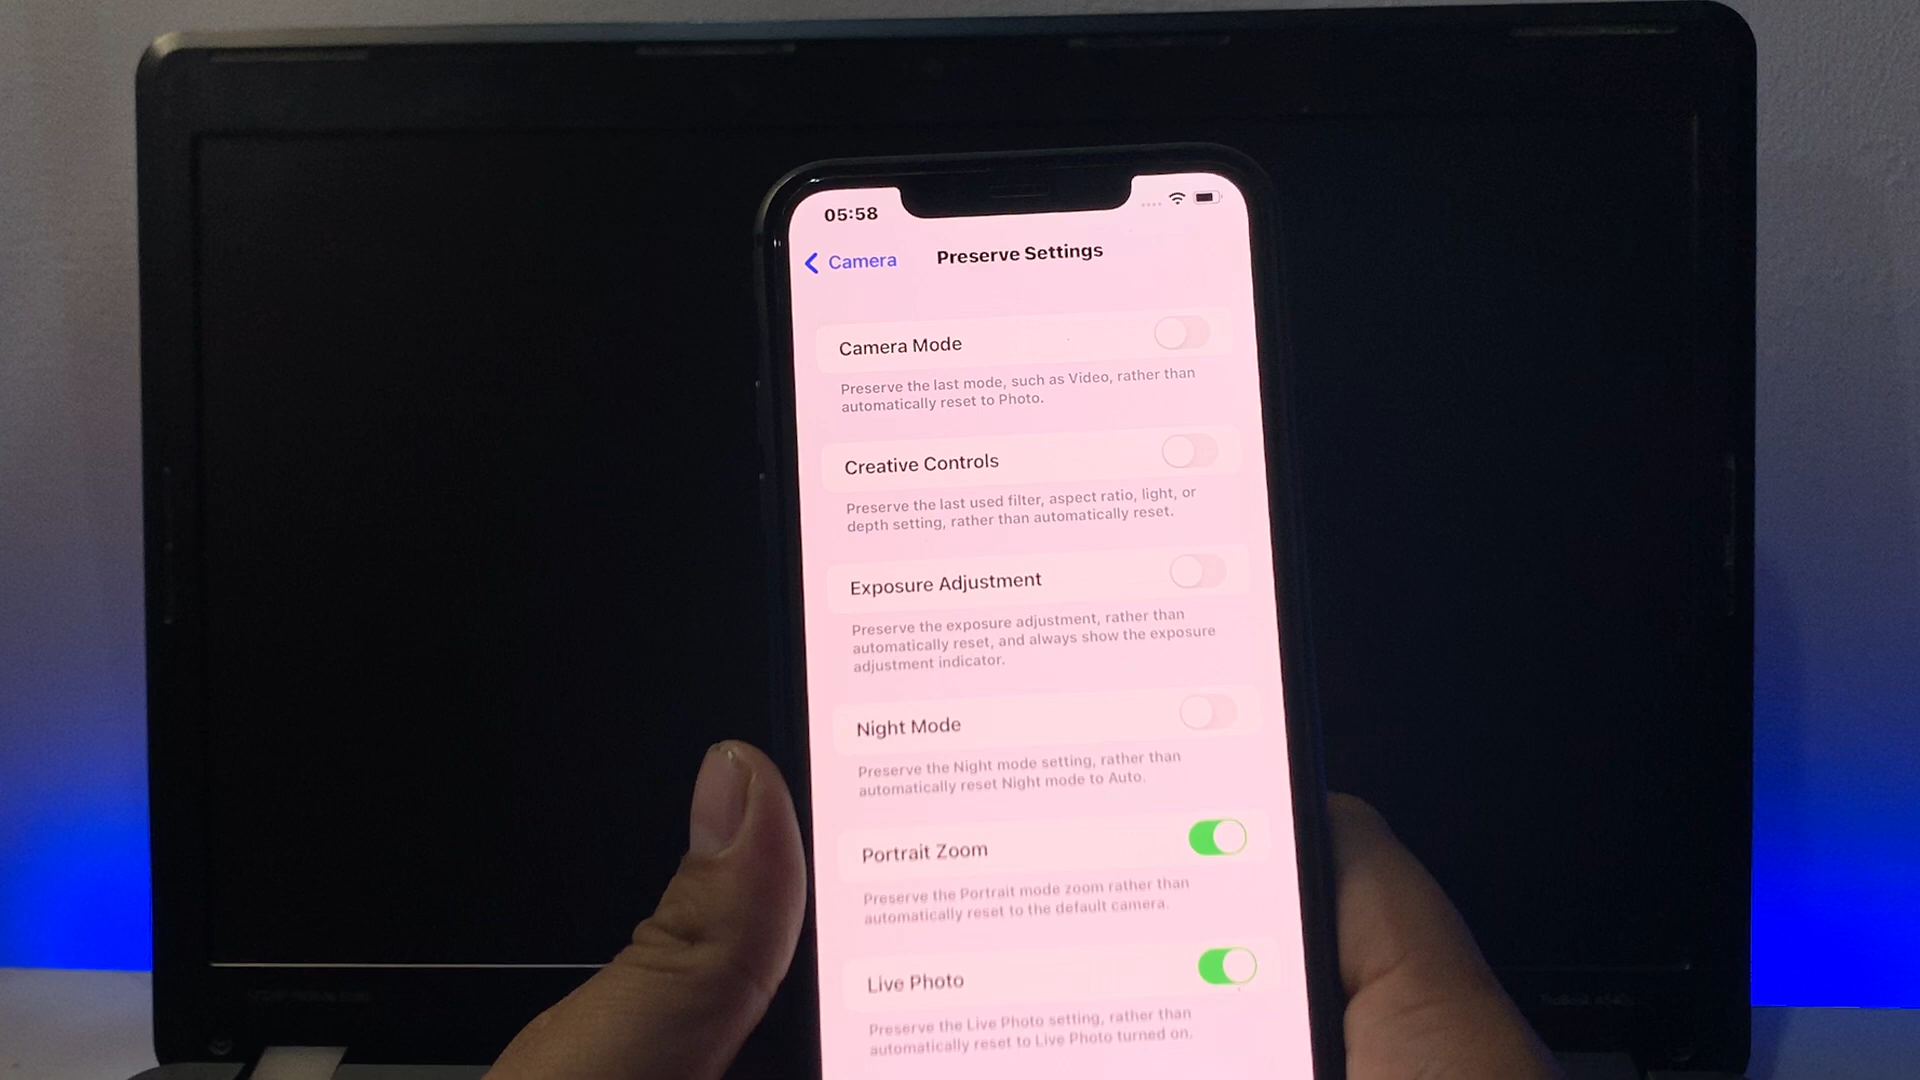 05:58
Camera
Preserve Settings
Camera Mode
Preserve the last mode, such as Video, rather than
automatically reset to Photo.
Creative Controls
Preserve the last used filter, aspect ratio, light, or
depth setting, rather than automatically reset.
Exposure Adjustment
Preserve the exposure adjustment, rather than
automatically reset, and always show the exposure
adjustment indicator.
Night Mode
Preserve the Night mode setting, rather than
automatically reset Night mode to Auto.
Portrait Zoom
Preserve the Portrait mode zoom rather than
automatically reset to the default camera.
Live Photo
Preserve the Live Photo setting, rather than
automatically reset to Live Photo turned on.